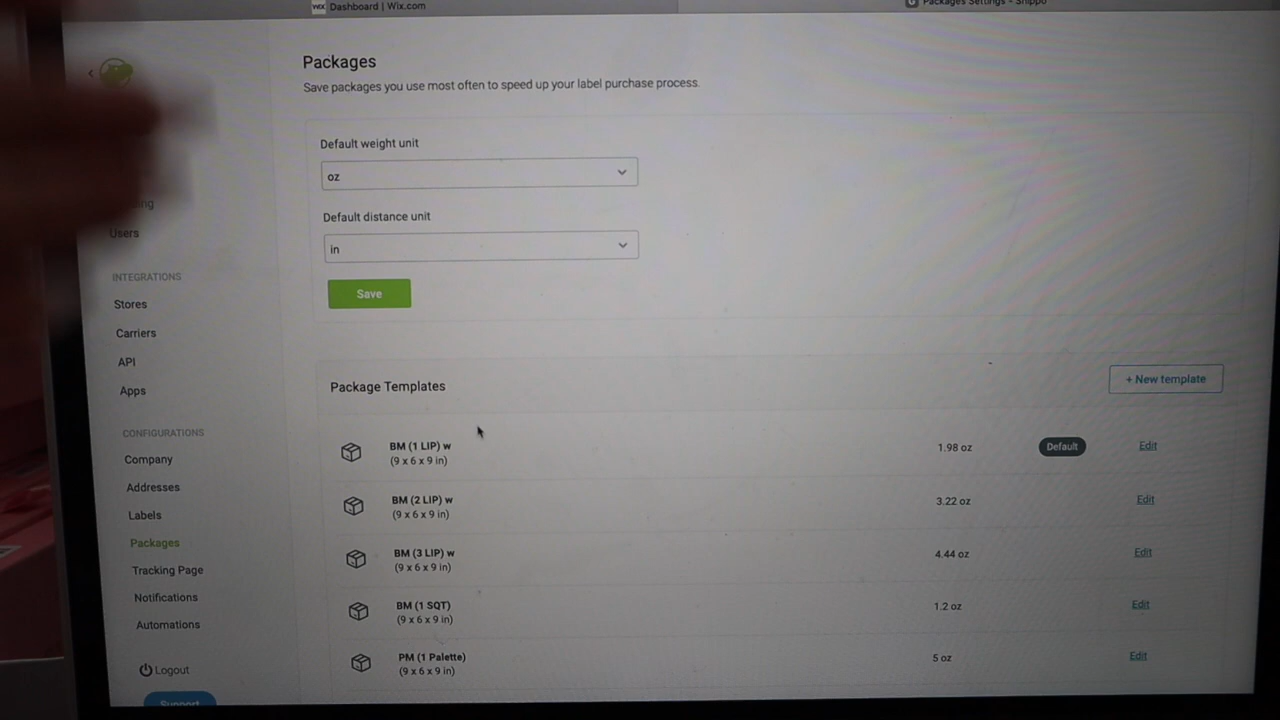 WIX Dashboard | Wix.com
Packages Settings - Shippo
Packages
Save packages you use most often to speed up your label purchase process.
Default weight unit
oz
Default distance unit
in
Save
Users
INTEGRATIONS
Stores
Carriers
API
Apps
CONFIGURATIONS
Company
Addresses
Labels
Packages
Tracking Page
Notifications
Automations
Logout
Support
Package Templates
+ New template
BM (1 LIP) w
(9 x 6 x 9 in)
1.98 oz
Default
Edit
BM (2 LIP) w
(9 x 6 x 9 in)
3.22 oz
Edit
BM (3 LIP) w
(9 x 6 x 9 in)
4.44 oz
Edit
BM (1 SQT)
(9 x 6 x 9 in)
1.2 oz
Edit
PM (1 Palette)
(9 x 6 x 9 in)
5 oz
Edit